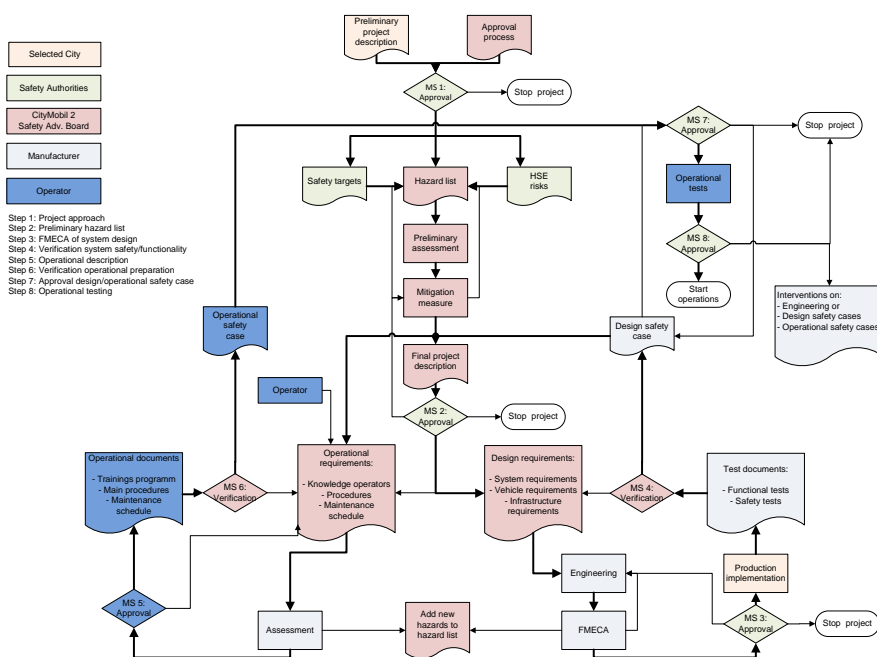 Preliminary
project
description
Approval
process
Selected City
Safety Authorities
CityMobil 2
Safety Adv. Board
Manufacturer
Operator
Step 1: Project approach
Step 2: Preliminary hazard list
Step 3: FMECA of system design
Step 4: Verification system safety/functionality
Step 5: Operational description
Step 6: Verification operational preparation
Step 7: Approval design/operational safety case
Step 8: Operational testing
MS 1:
Approval
Stop project
MS 7:
Approval
Stop project
Safety targets
Hazard list
HSE
risks
Operational
tests
Preliminary
assessment
MS 8:
Approval
Mitigation
measure
Start
operations
Interventions on:
- Engineering or
- Design safety cases
- Operational safety cases
Operational
safety
case
Design safety
case
Final project
description
Operator
MS 2:
Approval
Stop project
Operational documents
- Trainings programm
- Main procedures
- Maintenance
schedule
MS 6:
Verification
Operational
requirements:
- Knowledge operators
- Procedures
- Maintenance
schedule
Design requirements:
- System requirements
- Vehicle requirements
- Infrastructure
requirements
MS 4:
Verification
Test documents:
- Functional tests
- Safety tests
Engineering
Production
implementation
MS 5:
Approval
Assessment
Add new
hazards to
hazard list
FMECA
MS 3:
Approval
Stop project